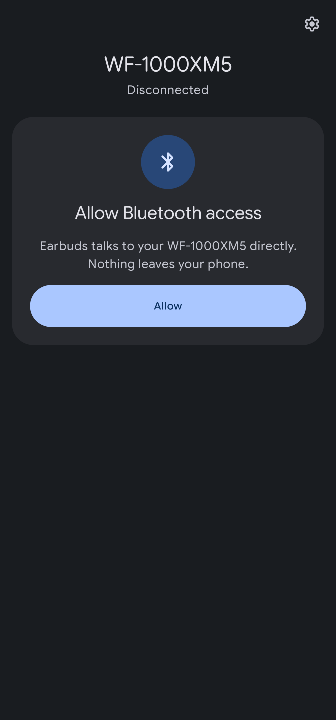 WF-1000XM5
Disconnected
Allow Bluetooth access
Earbuds talks to your WF-1000XM5 directly.
Nothing leaves your phone.
Allow